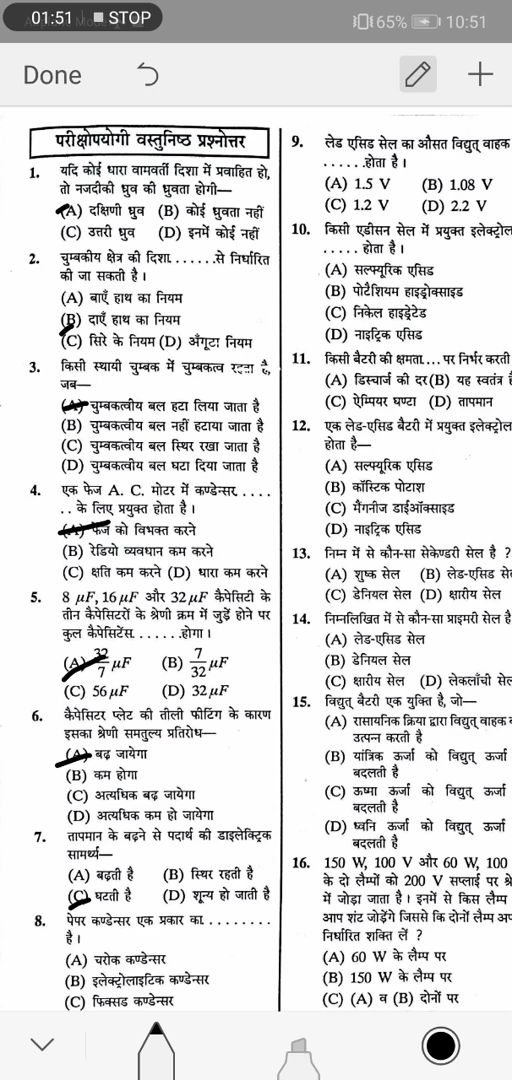 01:51 STOP
65% 10:51
Done
परीक्षोपयोगी वस्तुनिष्ठ प्रश्नोत्तर
1. यदि कोई धारा वामवर्ती दिशा में प्रवाहित हो,
तो नजदीकी ध्रुव की ध्रुवता होगी—
(A) दक्षिणी ध्रुव (B) कोई ध्रुवता नहीं
(C) उत्तरी ध्रुव (D) इनमें कोई नहीं
2. चुम्बकीय क्षेत्र की दिशा......से निर्धारित
की जा सकती है।
(A) बाएँ हाथ का नियम
(B) दाएँ हाथ का नियम
(C) सिरे के नियम (D) अँगूठा नियम
3. किसी स्थायी चुम्बक में चुम्बकत्व रहता है,
जब—
(A) चुम्बकत्वीय बल हटा लिया जाता है
(B) चुम्बकत्वीय बल नहीं हटाया जाता है
(C) चुम्बकत्वीय बल स्थिर रखा जाता है
(D) चुम्बकत्वीय बल घटा दिया जाता है
4. एक फेज A. C. मोटर में कण्डेन्सर ....
.. के लिए प्रयुक्त होता है।
(A) फेज को विभक्त करने
(B) रेडियो व्यवधान कम करने
(C) क्षति कम करने (D) धारा कम करने
5. 8 μF, 16 μF और 32 μF कैपेसिटी के
तीन कैपेसिटरों के श्रेणी क्रम में जुड़ें होने पर
कुल कैपेसिटेंस......होगा।
(A) 32/7 μF (B) 7/32 μF
(C) 56 μF (D) 32 μF
6. कैपेसिटर प्लेट की तीली फीटिंग के कारण
इसका श्रेणी समतुल्य प्रतिरोध—
(A) बढ़ जायेगा
(B) कम होगा
(C) अत्यधिक बढ़ जायेगा
(D) अत्यधिक कम हो जायेगा
7. तापमान के बढ़ने से पदार्थ की डाइलेक्ट्रिक
सामर्थ्य—
(A) बढ़ती है (B) स्थिर रहती है
(C) घटती है (D) शून्य हो जाती है
8. पेपर कण्डेन्सर एक प्रकार का ........
है।
(A) चरोक कण्डेन्सर
(B) इलेक्ट्रोलाइटिक कण्डेन्सर
(C) फिक्सड कण्डेन्सर
9. लेड एसिड सेल का औसत विद्युत् वाहक
......होता है।
(A) 1.5 V (B) 1.08 V
(C) 1.2 V (D) 2.2 V
10. किसी एडीसन सेल में प्रयुक्त इलेक्ट्रोल
..... होता है।
(A) सल्फ्यूरिक एसिड
(B) पोटैशियम हाइड्रोक्साइड
(C) निकेल हाइड्रेटेड
(D) नाइट्रिक एसिड
11. किसी बैटरी की क्षमता... पर निर्भर करती
(A) डिस्चार्ज की दर (B) यह स्वतंत्र है
(C) ऐम्पियर घण्टा (D) तापमान
12. एक लेड-एसिड बैटरी में प्रयुक्त इलेक्ट्रोल
होता है—
(A) सल्फ्यूरिक एसिड
(B) कॉस्टिक पोटाश
(C) मैंगनीज डाईऑक्साइड
(D) नाइट्रिक एसिड
13. निम्न में से कौन-सा सेकेण्डरी सेल है ?
(A) शुष्क सेल (B) लेड-एसिड से
(C) डेनियल सेल (D) क्षारीय सेल
14. निम्नलिखित में से कौन-सा प्राइमरी सेल है
(A) लेड-एसिड सेल
(B) डेनियल सेल
(C) क्षारीय सेल (D) लेकलाँची सेल
15. विद्युत् बैटरी एक युक्ति है, जो—
(A) रासायनिक क्रिया द्वारा विद्युत् वाहक
उत्पन्न करती है
(B) यांत्रिक ऊर्जा को विद्युत् ऊर्जा
बदलती है
(C) ऊष्मा ऊर्जा को विद्युत् ऊर्जा
बदलती है
(D) ध्वनि ऊर्जा को विद्युत् ऊर्जा
बदलती है
16. 150 W, 100 V और 60 W, 100
के दो लैम्पों को 200 V सप्लाई पर श्रे
में जोड़ा जाता है। इनमें से किस लैम्प
आप शंट जोड़ेंगे जिससे कि दोनों लैम्प अप
निर्धारित शक्ति लें ?
(A) 60 W के लैम्प पर
(B) 150 W के लैम्प पर
(C) (A) व (B) दोनों पर